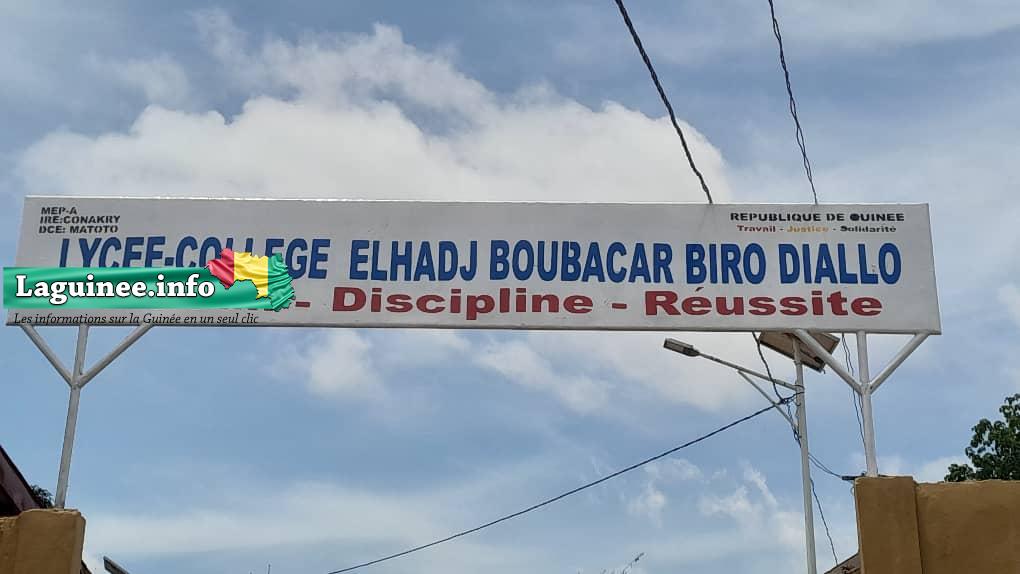 MEP-A
IRE:CONAKRY
DCE: MATOTO
REPUBLIQUE DE GUINEE
Travail - Justice - Solidarité
LYCEE-COLLEGE ELHADJ BOUBACAR BIRO DIALLO
- Discipline - Réussite
Laguinee.info
Les informations sur la Guinée en un seul clic